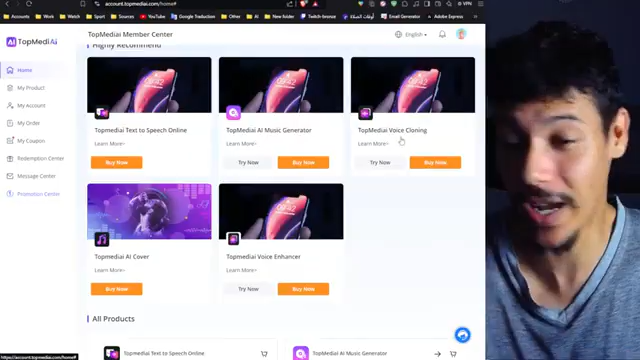 account.topmediai.com/home#
VPN
Bookmarks
Work
Watch
Sport
Stream
Sources
YouTube
Google Traduction
Other
Twitch-bronze
أوقات الصلاة
Email Generator
Adobe Express
TopMediAi
TopMediAi Member Center
English
Home
My Product
My Account
My Order
My Coupon
Redemption Center
Message Center
Promotion Center
Highly Recommend
Topmediai Text to Speech Online
Learn More>
Buy Now
TopMediai AI Music Generator
Learn More>
Try Now
Buy Now
TopMediai Voice Cloning
Learn More>
Try Now
Buy Now
Topmediai AI Cover
Learn More>
Buy Now
Topmediai Voice Enhancer
Learn More>
Try Now
Buy Now
All Products
Topmediai Text to Speech Online
TopMediai AI Music Generator
https://account.topmediai.com/home#